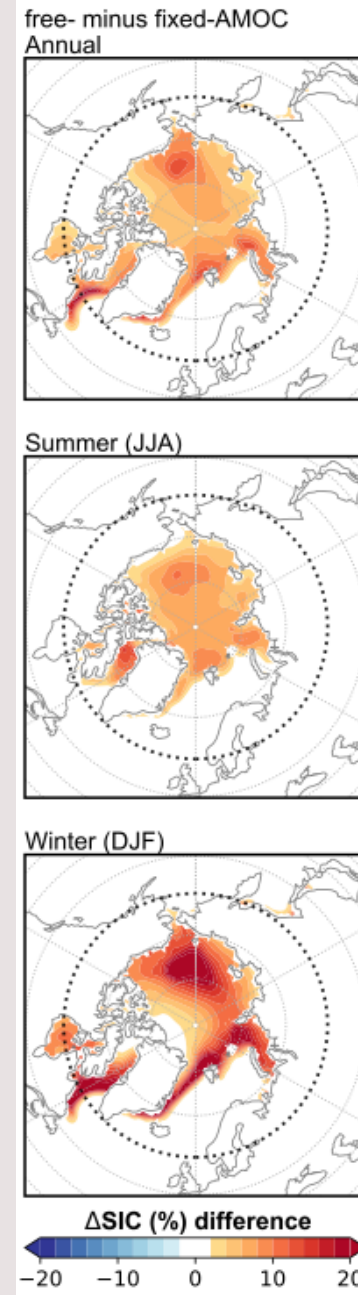 free- minus fixed-AMOC
Annual
Summer (JJA)
Winter (DJF)
ΔSIC (%) difference
−20 −10 0 10 20